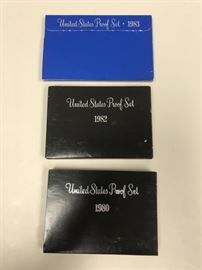 United States Proof Set · 1983
United States Proof Set
1982
United States Proof Set
1980